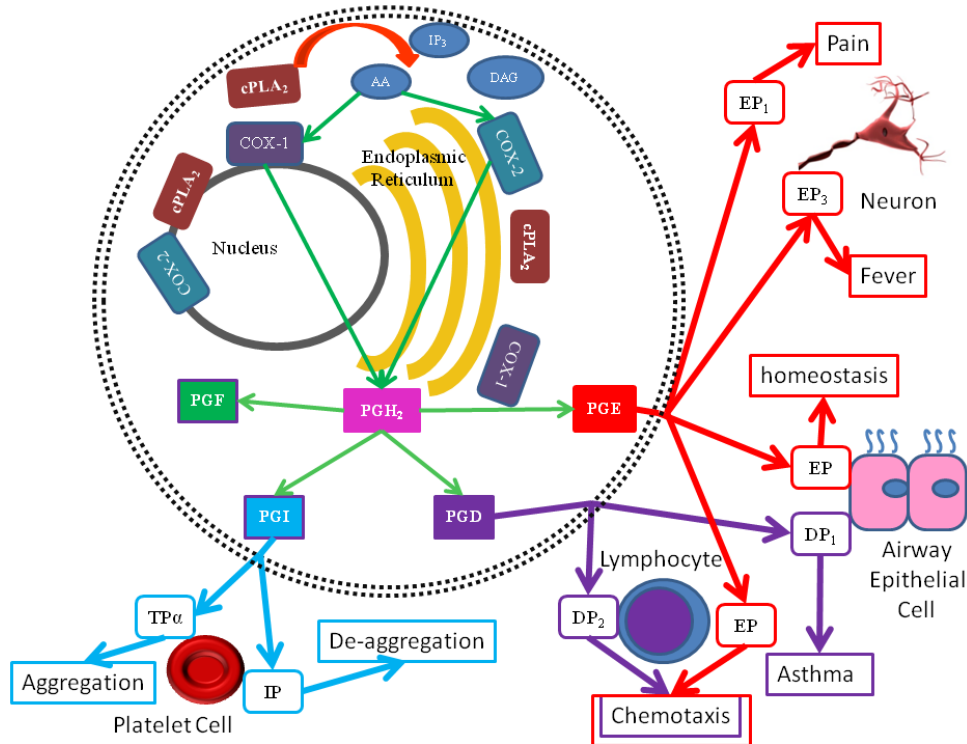 IP₃
Pain
cPLA₂
AA
DAG
EP₁
COX-1
COX-2
Endoplasmic
Reticulum
cPLA₂
EP₃
Neuron
cPLA₂
Nucleus
COX-2
Fever
COX-1
homeostasis
PGF
PGH₂
PGE
EP
PGI
PGD
DP₁
Lymphocyte
Airway
Epithelial
Cell
TPα
DP₂
EP
De-aggregation
Aggregation
IP
Asthma
Platelet Cell
Chemotaxis